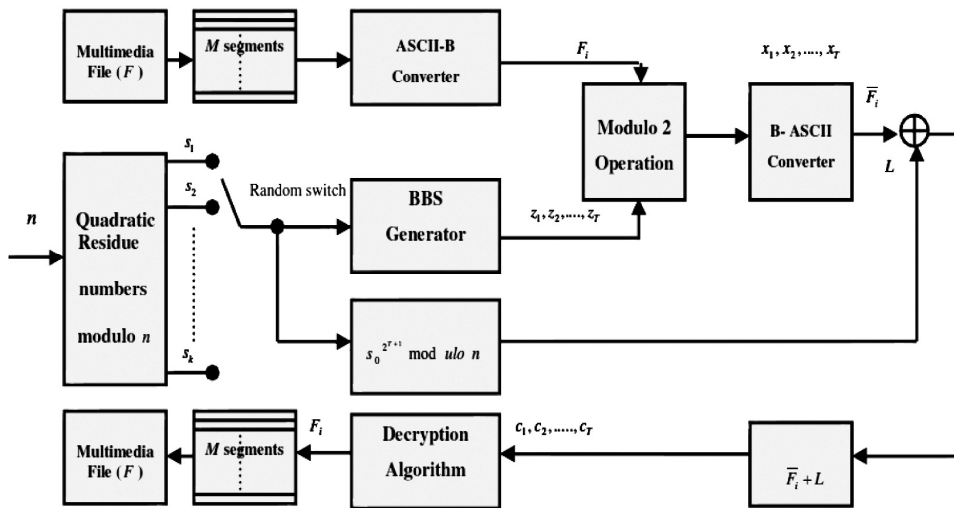 Multimedia
File (F )
M segments
ASCII-B
Converter
F_i
x_1 , x_2 , ...., x_T
Modulo 2
Operation
B- ASCII
Converter
F̅_i
L
n
Quadratic
Residue
numbers
modulo n
s_1
s_2
s_k
Random switch
BBS
Generator
z_1, z_2,....., z_T
s_0^{2^{T+1}} mod ulo n
Multimedia
File (F )
M segments
F_i
Decryption
Algorithm
c_1, c_2, ....., c_T
F̅_i + L